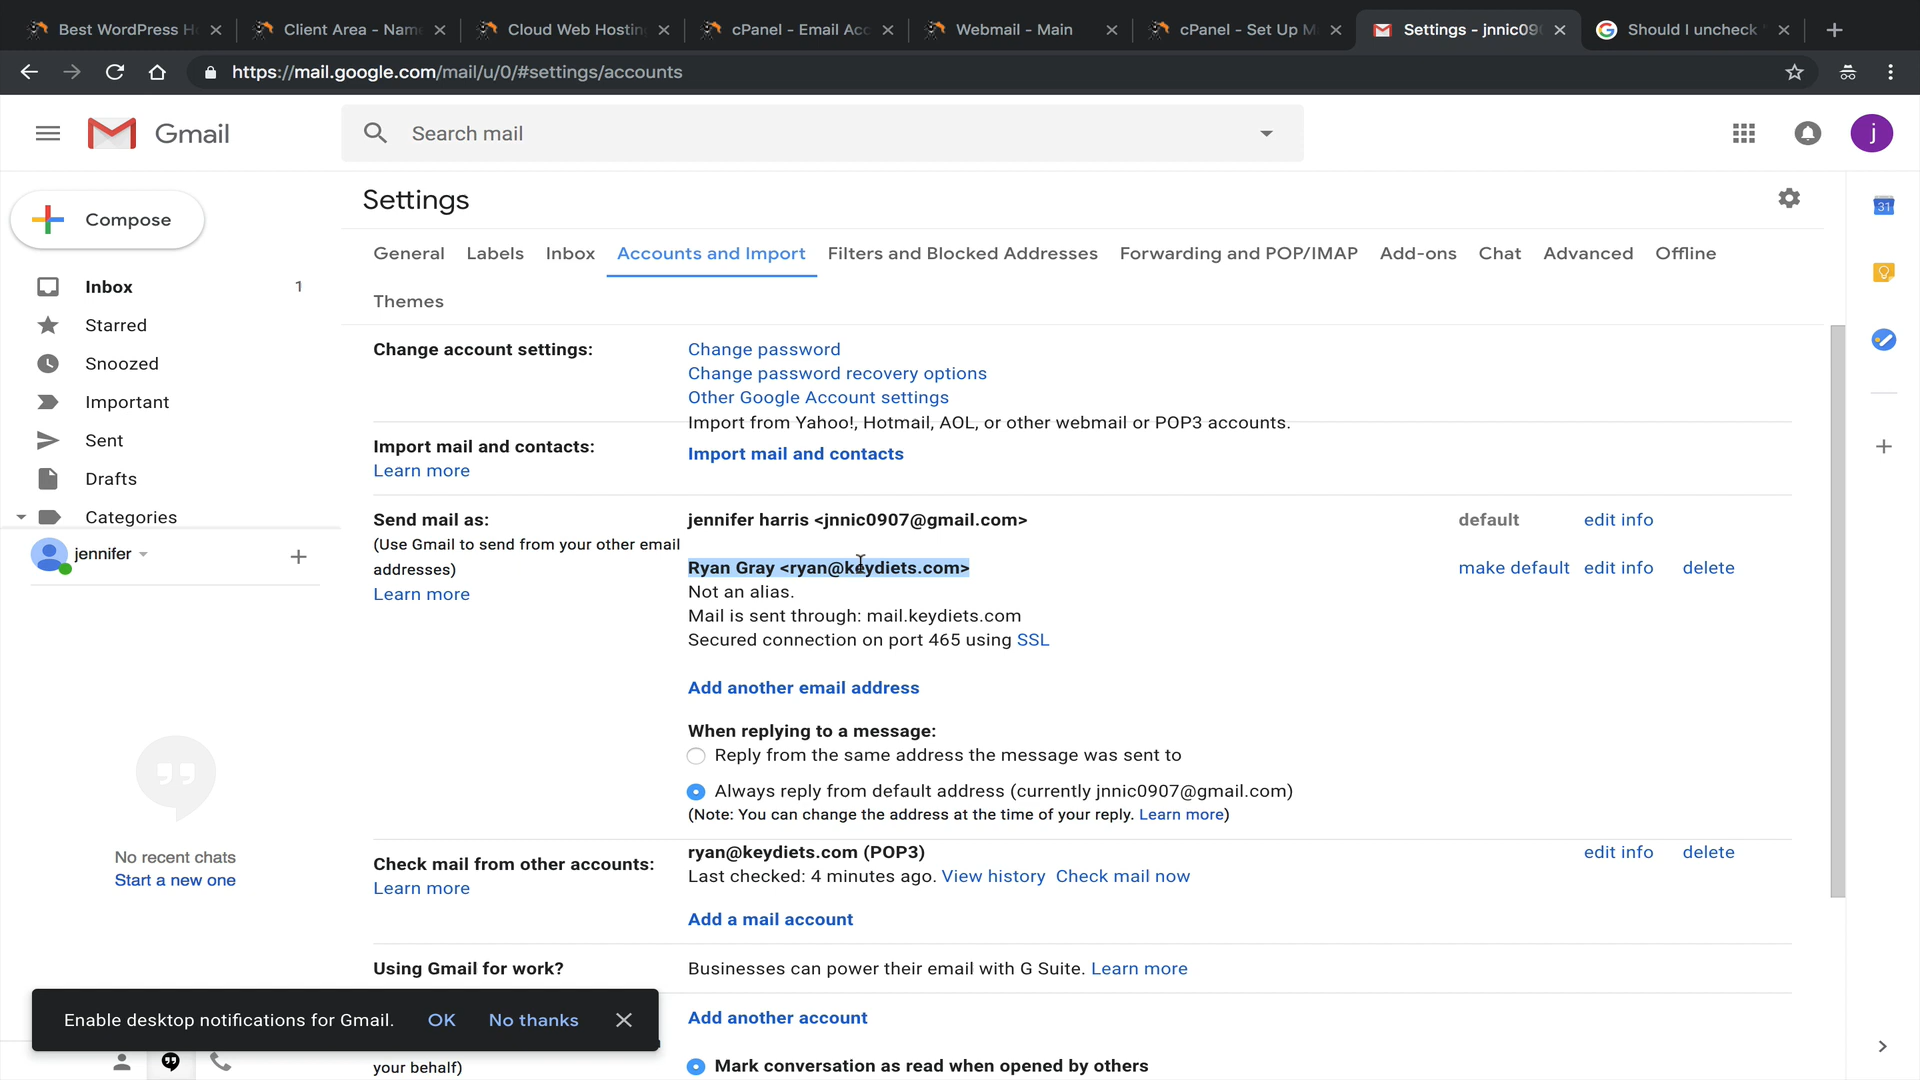 Best WordPress H
Client Area - Name
Cloud Web Hosting
cPanel - Email Acc
Webmail - Main
cPanel - Set Up M
Settings - jnnic090
Should I uncheck "
https://mail.google.com/mail/u/0/#settings/accounts
Gmail
Search mail
j
Compose
Inbox 1
Starred
Snoozed
Important
Sent
Drafts
Categories
jennifer
No recent chats
Start a new one
Settings
31
General Labels Inbox Accounts and Import Filters and Blocked Addresses Forwarding and POP/IMAP Add-ons Chat Advanced Offline
Themes
Change account settings:
Change password
Change password recovery options
Other Google Account settings
Import from Yahoo!, Hotmail, AOL, or other webmail or POP3 accounts.
Import mail and contacts:
Import mail and contacts
Learn more
Send mail as:
(Use Gmail to send from your other email
addresses)
Learn more
jennifer harris <jnnic0907@gmail.com> default edit info
Ryan Gray <ryan@keydiets.com> make default edit info delete
Not an alias.
Mail is sent through: mail.keydiets.com
Secured connection on port 465 using SSL
Add another email address
When replying to a message:
Reply from the same address the message was sent to
Always reply from default address (currently jnnic0907@gmail.com)
(Note: You can change the address at the time of your reply. Learn more)
Check mail from other accounts:
Learn more
ryan@keydiets.com (POP3) edit info delete
Last checked: 4 minutes ago. View history Check mail now
Add a mail account
Using Gmail for work?
Businesses can power their email with G Suite. Learn more
Enable desktop notifications for Gmail. OK No thanks
Add another account
your behalf)
Mark conversation as read when opened by others